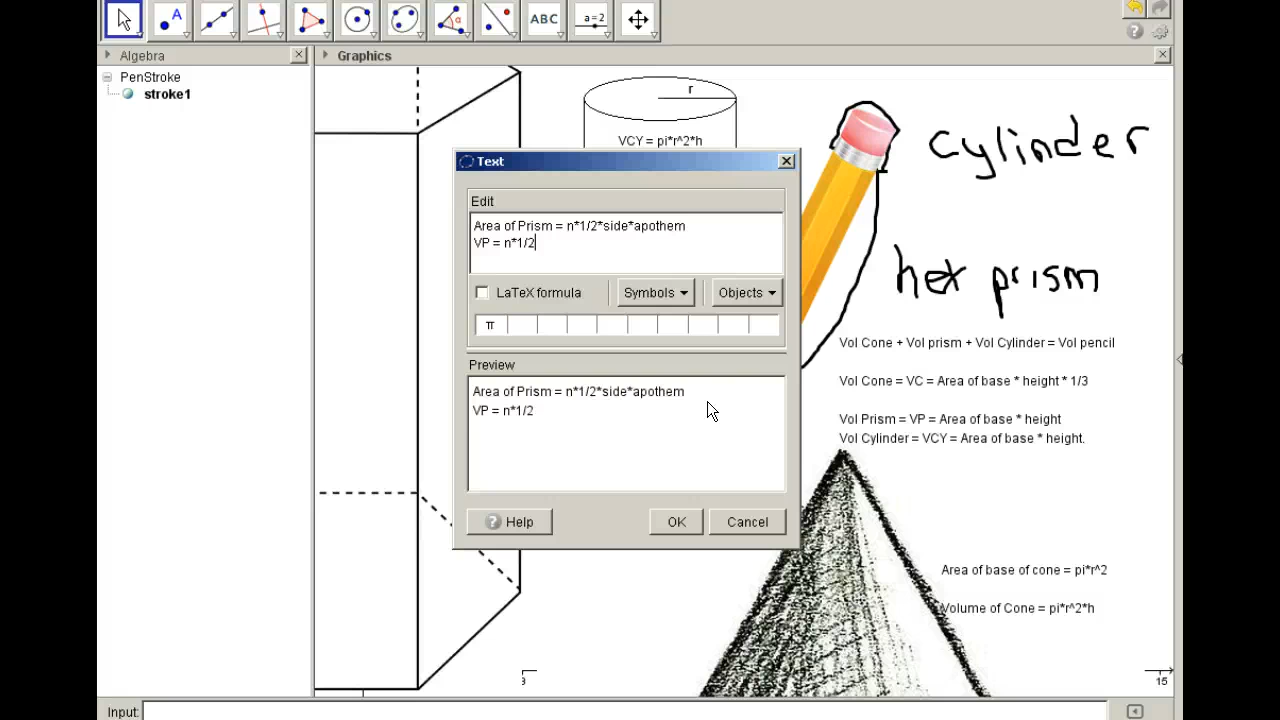 A
α
ABC
a=2
Algebra
Graphics
PenStroke
stroke1
r
VCY = pi*r^2*h
cylinder
hex prism
Text
Edit
Area of Prism = n*1/2*side*apothem
VP = n*1/2
LaTeX formula
Symbols
Objects
π
Preview
Area of Prism = n*1/2*side*apothem
VP = n*1/2
Help
OK
Cancel
Vol Cone + Vol prism + Vol Cylinder = Vol pencil
Vol Cone = VC = Area of base * height * 1/3
Vol Prism = VP = Area of base * height
Vol Cylinder = VCY = Area of base * height.
Area of base of cone = pi*r^2
Volume of Cone = pi*r^2*h
15
Input: